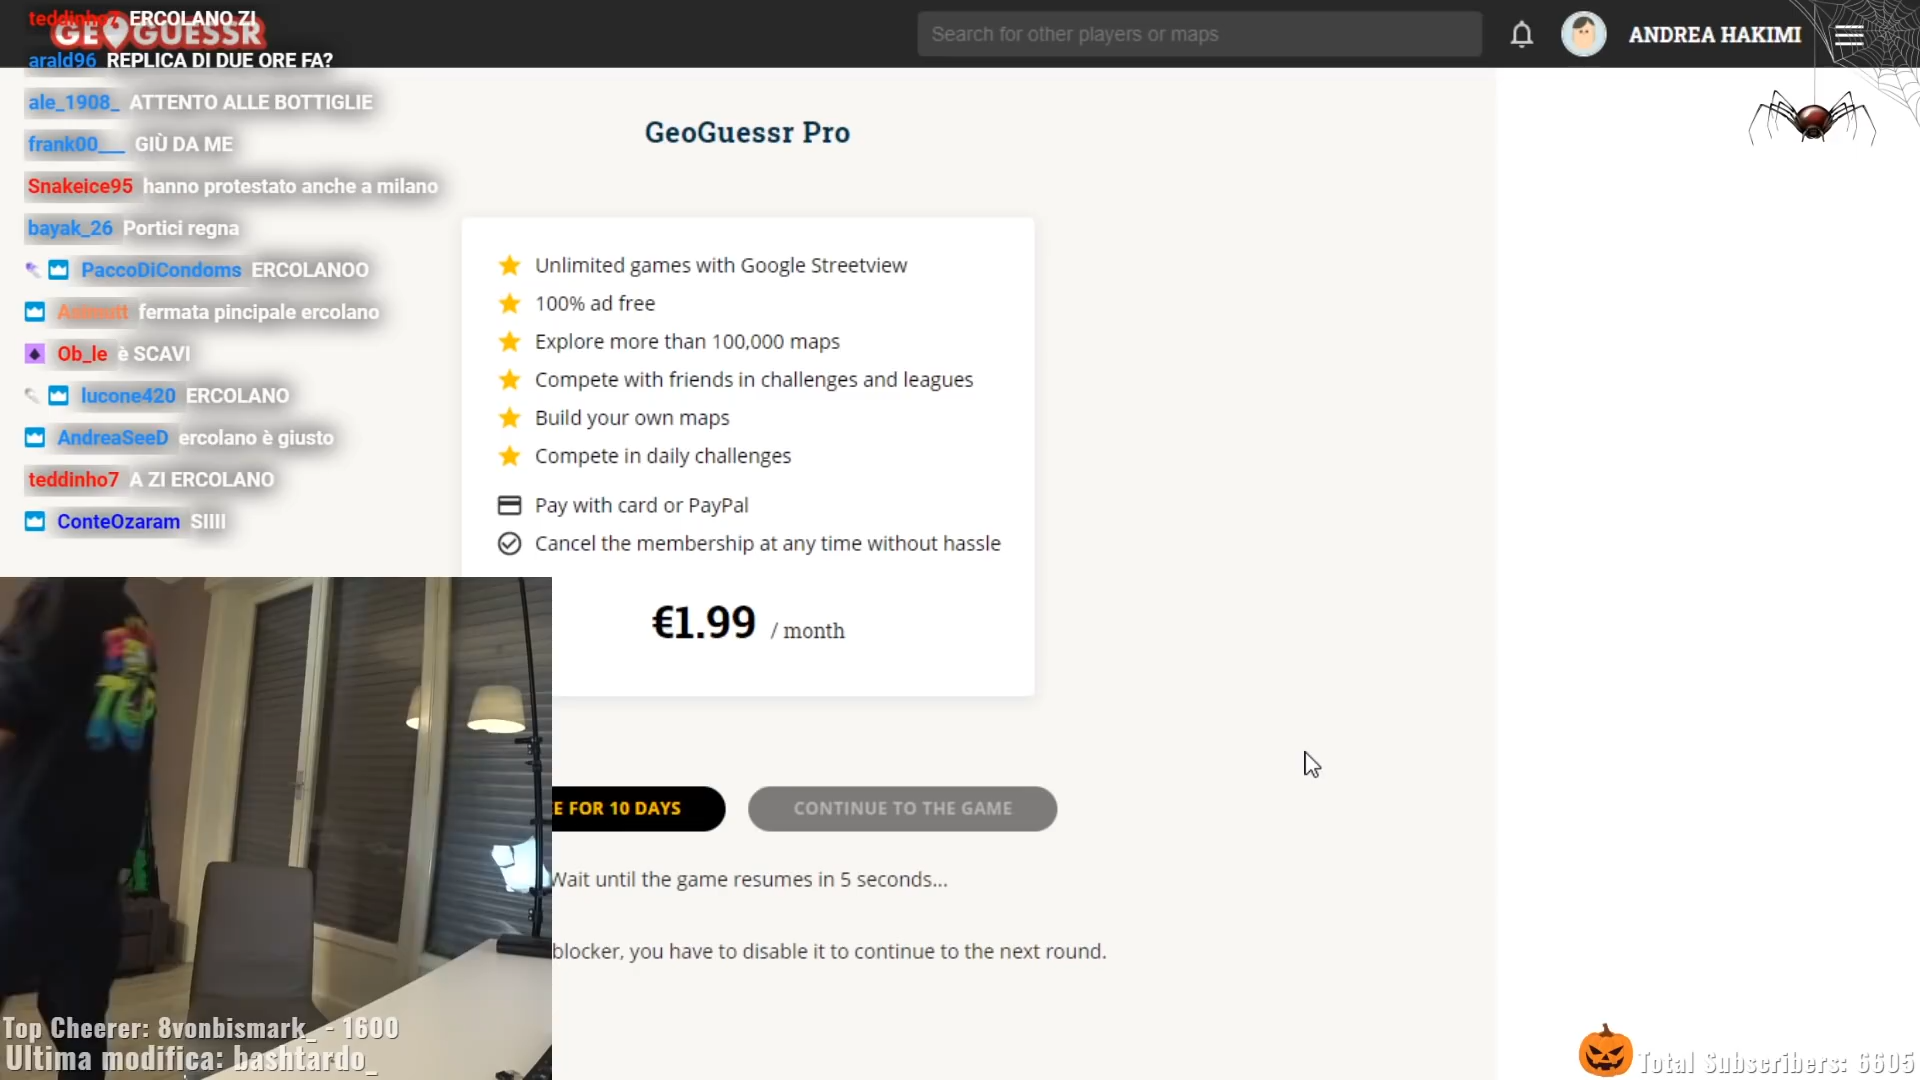 teddinho7 ERCOLANO ZI
GEOGUESSR
Search for other players or maps
ANDREA HAKIMI
arald96 REPLICA DI DUE ORE FA?
ale_1908_ ATTENTO ALLE BOTTIGLIE
frank00___ GIÙ DA ME
Snakeice95 hanno protestato anche a milano
bayak_26 Portici regna
PaccoDiCondoms ERCOLANOO
fermata pincipale ercolano
Ob_le è SCAVI
lucone420 ERCOLANO
AndreaSeeD ercolano è giusto
teddinho7 A ZI ERCOLANO
ConteOzaram SIIII
GeoGuessr Pro
Unlimited games with Google Streetview
100% ad free
Explore more than 100,000 maps
Compete with friends in challenges and leagues
Build your own maps
Compete in daily challenges
Pay with card or PayPal
Cancel the membership at any time without hassle
€1.99 / month
E FOR 10 DAYS
CONTINUE TO THE GAME
Wait until the game resumes in 5 seconds...
blocker, you have to disable it to continue to the next round.
Top Cheerer: 8vonbismark_ - 1600
Ultima modifica: bashtardo_
Total Subscribers: 6605